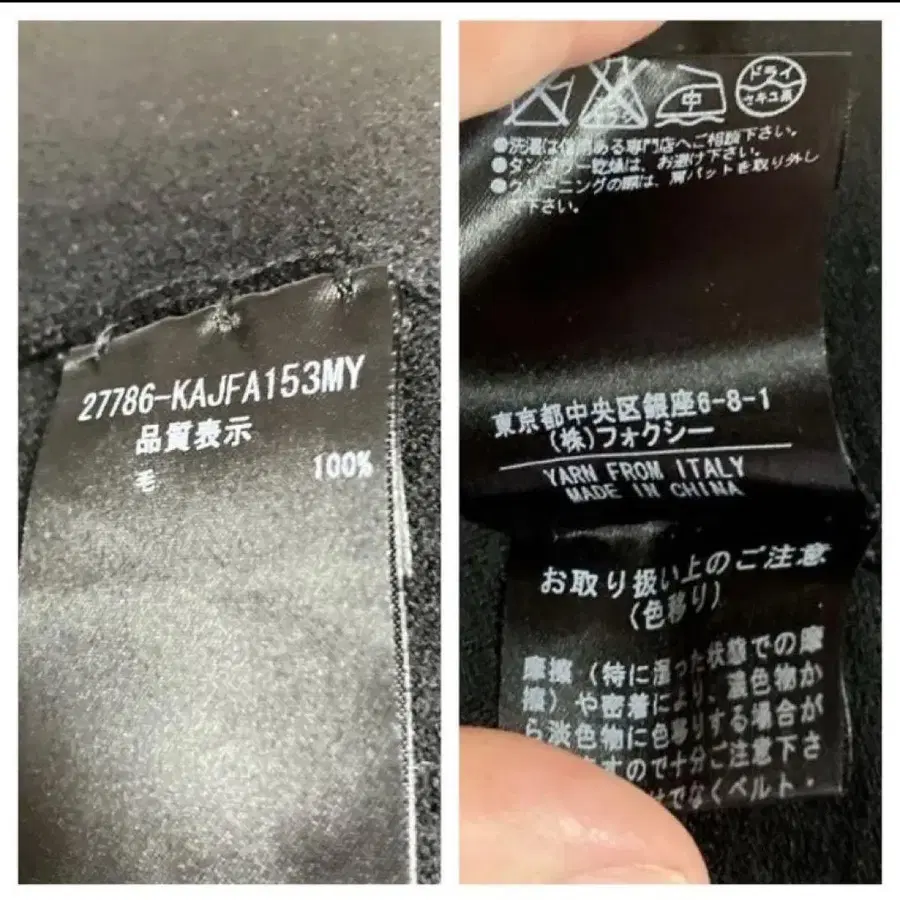 27786-KAJFA153MY
品質表示
毛 100%
中
ドライ
セキユ系
●洗濯は信用ある専門店へご相談下さい。
●タンブラー乾燥は、お避け下さい。
●クリーニングの際は、肩パットを取り外し
て下さい。
東京都中央区銀座6-8-1
(株)フォクシー
YARN FROM ITALY
MADE IN CHINA
お取り扱い上のご注意
(色移り)
摩擦(特に湿った状態での摩
擦)や密着により、濃色物か
ら淡色物に色移りする場合が
ますので十分ご注意下さ
けでなくベルト・